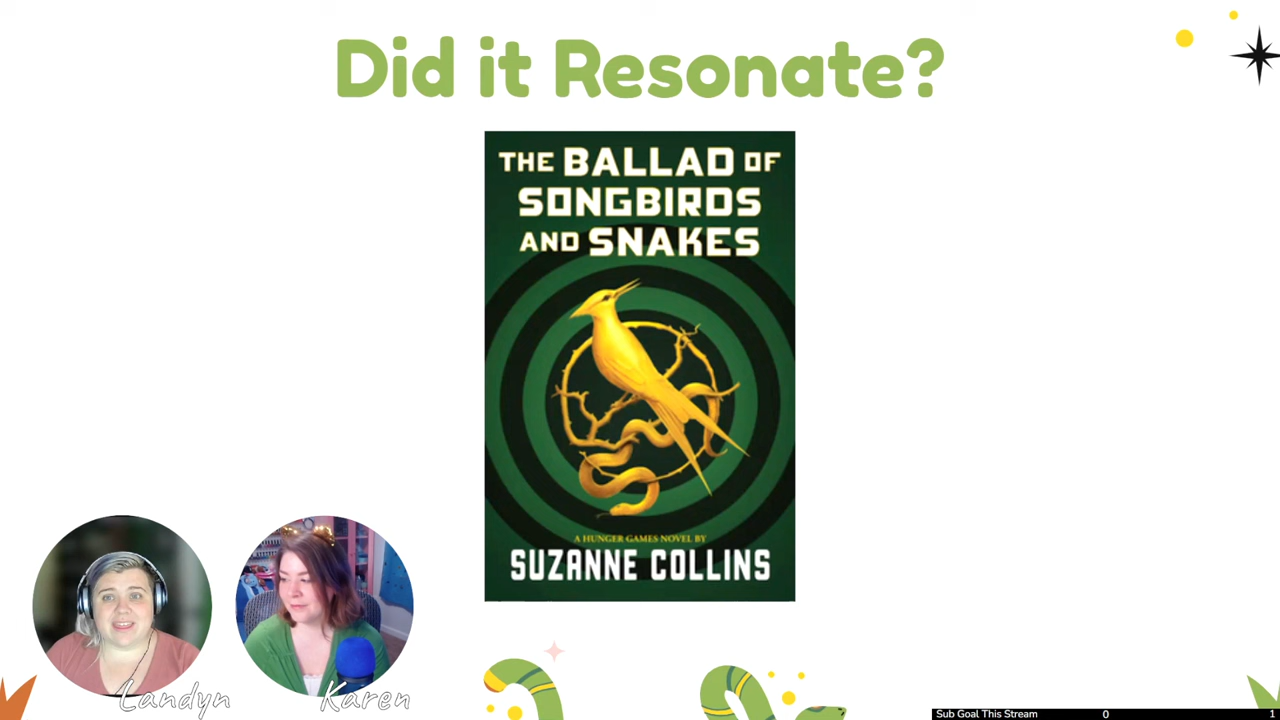 Did it Resonate?
THE BALLAD OF
SONGBIRDS
AND SNAKES
A HUNGER GAMES NOVEL BY
SUZANNE COLLINS
Landyn
Karen
Sub Goal This Stream 0 1